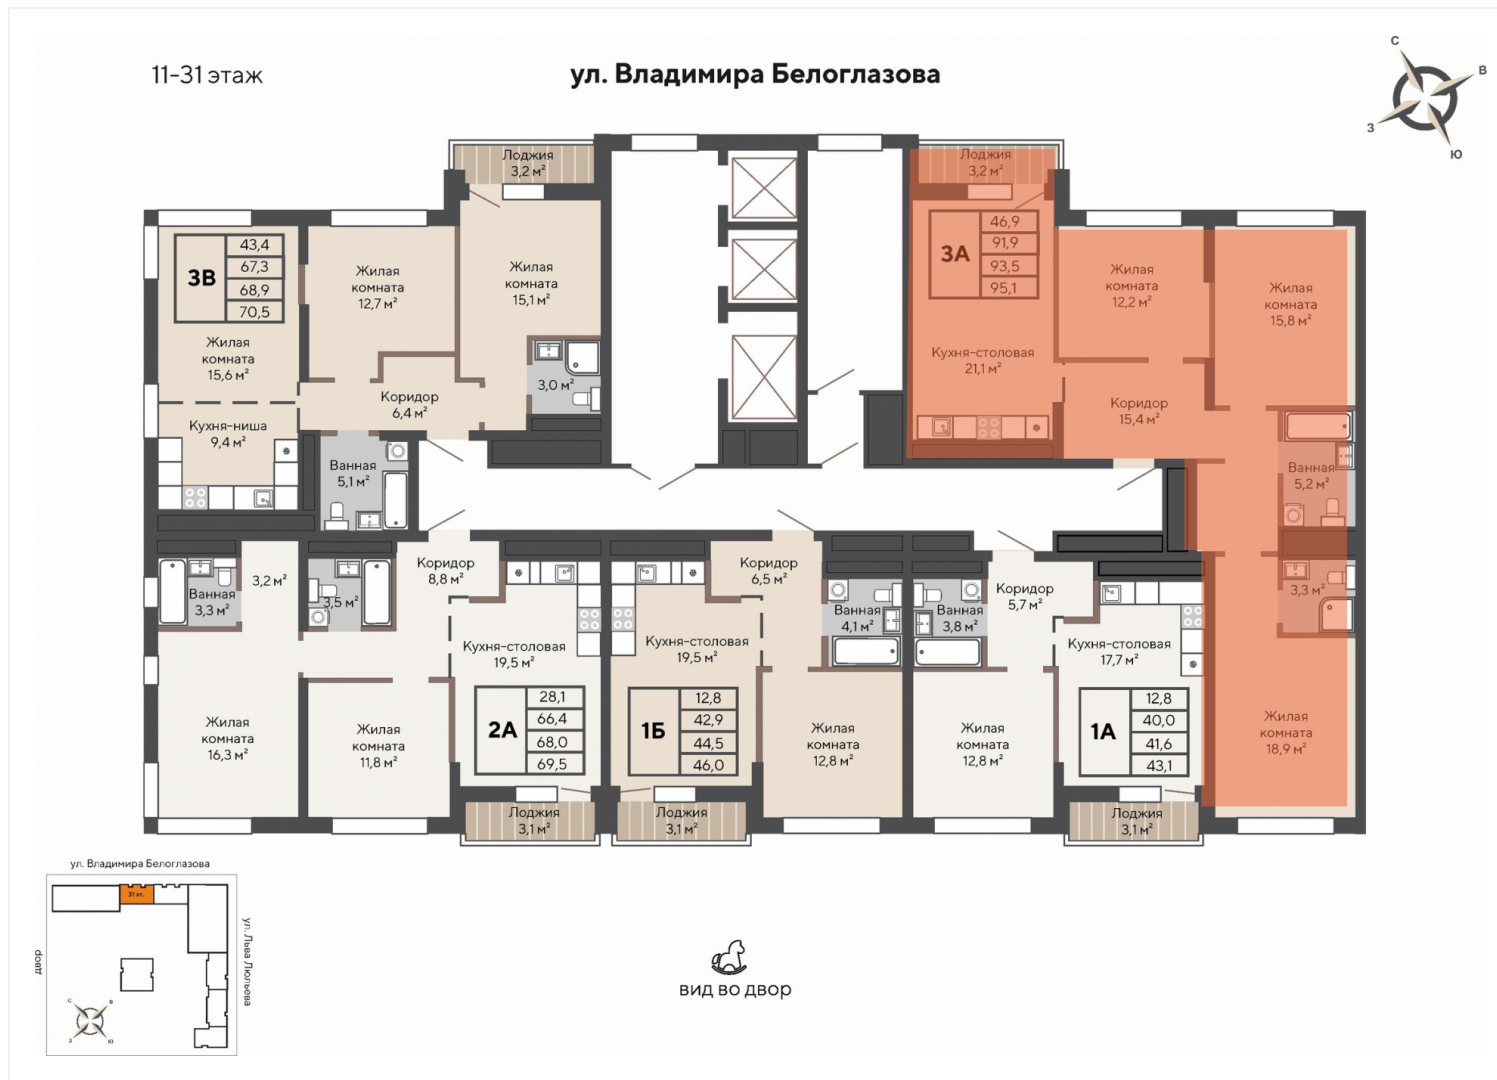 11-31 этаж
ул. Владимира Белоглазова
С
В
З
Ю
Лоджия
3,2 м²
Лоджия
3,2 м²
3В
43,4
67,3
68,9
70,5
Жилая
комната
15,6 м²
Кухня-ниша
9,4 м²
Жилая
комната
12,7 м²
Жилая
комната
15,1 м²
Коридор
6,4 м²
3,0 м²
Ванная
5,1 м²
3А
46,9
91,9
93,5
95,1
Кухня-столовая
21,1 м²
Жилая
комната
12,2 м²
Жилая
комната
15,8 м²
Коридор
15,4 м²
Ванная
5,2 м²
3,3 м²
Жилая
комната
18,9 м²
Ванная
3,3 м²
3,2 м²
3,5 м²
Коридор
8,8 м²
Кухня-столовая
19,5 м²
Жилая
комната
16,3 м²
Жилая
комната
11,8 м²
2А
28,1
66,4
68,0
69,5
Лоджия
3,1 м²
Коридор
6,5 м²
Ванная
4,1 м²
Кухня-столовая
19,5 м²
1Б
12,8
42,9
44,5
46,0
Жилая
комната
12,8 м²
Лоджия
3,1 м²
Ванная
3,8 м²
Коридор
5,7 м²
Кухня-столовая
17,7 м²
Жилая
комната
12,8 м²
1А
12,8
40,0
41,6
43,1
Лоджия
3,1 м²
ул. Владимира Белоглазова
31 эт.
двор
ул. Льва Люльева
С
В
З
Ю
вид во двор